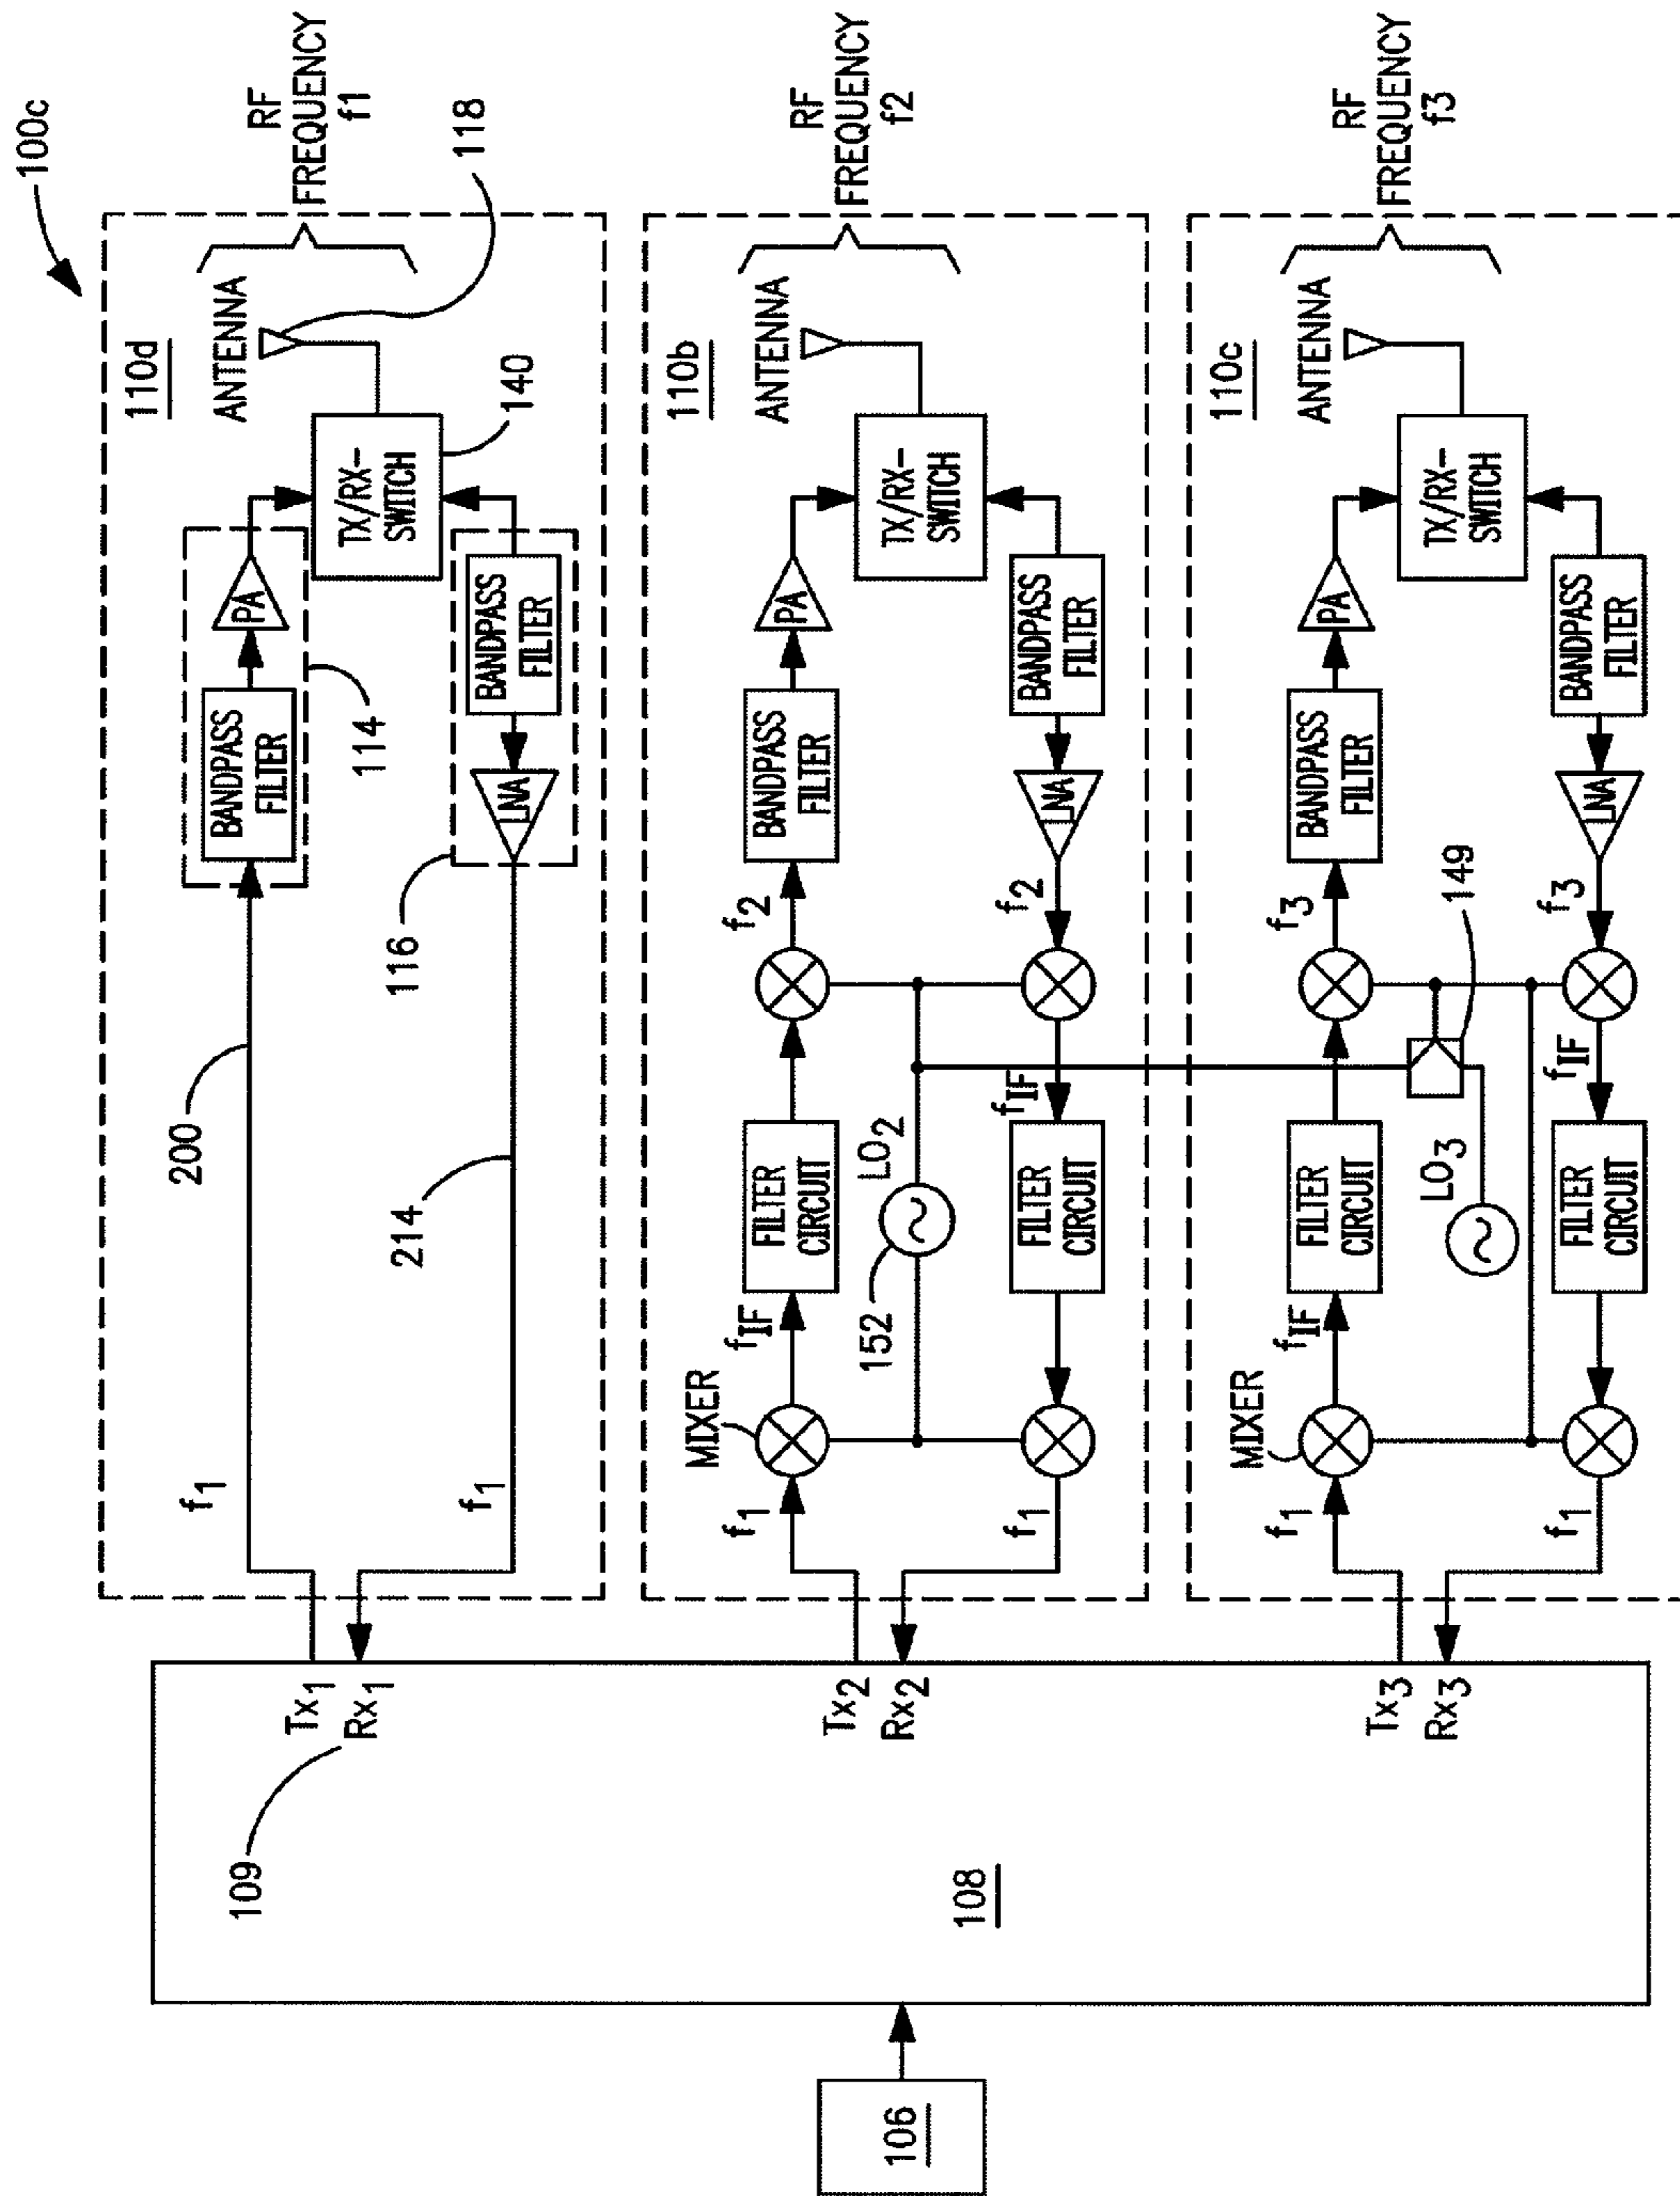 100c
110d
ANTENNA
118
RF
FREQUENCY
f1
200
f1
BANDPASS
FILTER
PA
114
TX/RX-
SWITCH
140
214
f1
116
LNA
BANDPASS
FILTER
109
Tx1
Rx1
110b
ANTENNA
RF
FREQUENCY
f2
MIXER
f1
fIF
FILTER
CIRCUIT
f2
BANDPASS
FILTER
PA
TX/RX-
SWITCH
152
LO2
Tx2
Rx2
f1
FILTER
CIRCUIT
fIF
f2
LNA
BANDPASS
FILTER
106
108
110c
ANTENNA
RF
FREQUENCY
f3
MIXER
f1
fIF
FILTER
CIRCUIT
f3
BANDPASS
FILTER
PA
TX/RX-
SWITCH
LO3
149
Tx3
Rx3
f1
FILTER
CIRCUIT
fIF
f3
LNA
BANDPASS
FILTER